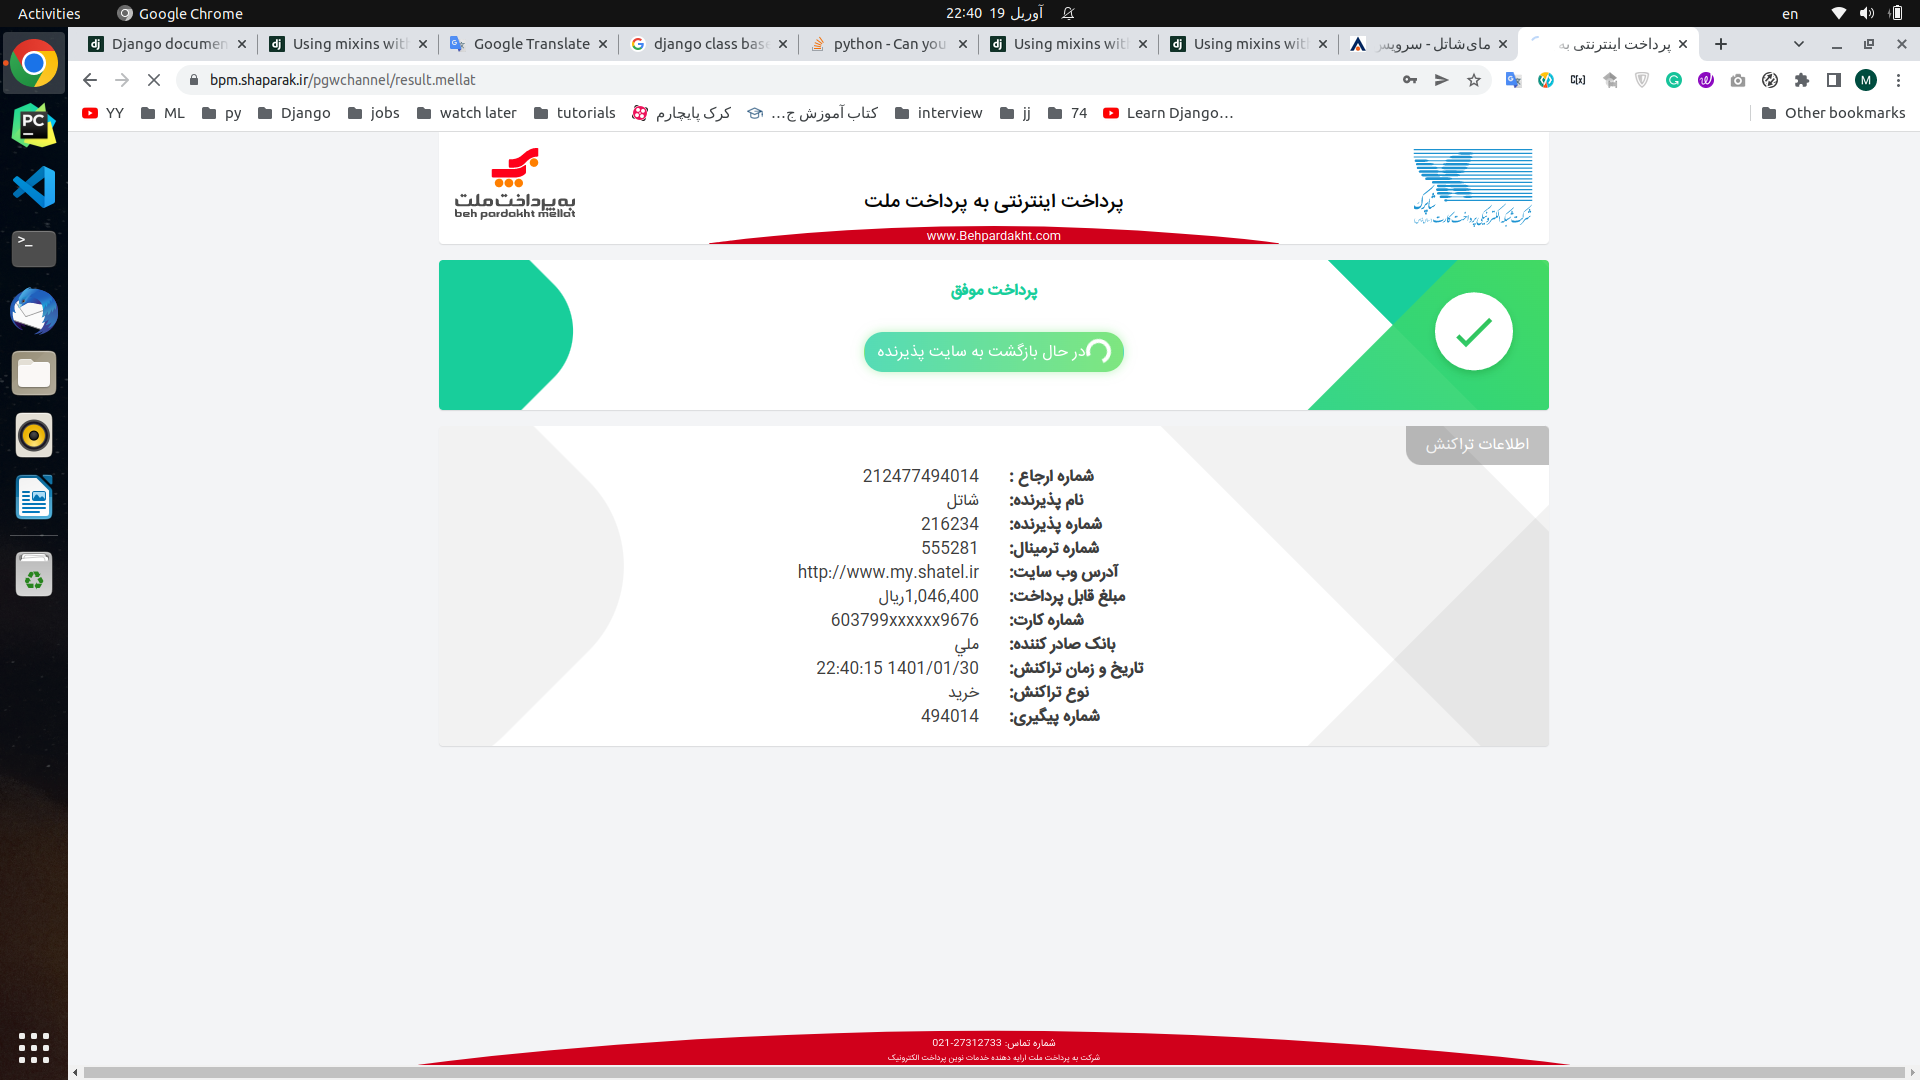 Activities
Google Chrome
22:40 19 آوریل
en
Django documen
Using mixins with
Google Translate
django class base
python - Can you
Using mixins with
Using mixins with
مای‌شاتل - سرویس
پرداخت اینترنتی به
bpm.shaparak.ir/pgwchannel/result.mellat
YY
ML
py
Django
jobs
watch later
tutorials
کرک پایچارم
کتاب آموزش ج...
interview
jj
74
Learn Django...
Other bookmarks
به پرداخت ملت
beh pardakht mellat
پرداخت اینترنتی به پرداخت ملت
شاپرک
شرکت شبکه الکترونیکی پرداخت کارت
www.Behpardakht.com
پرداخت موفق
در حال بازگشت به سایت پذیرنده
اطلاعات تراکنش
شماره ارجاع : 212477494014
نام پذیرنده: شاتل
شماره پذیرنده: 216234
شماره ترمینال: 555281
آدرس وب سایت: http://www.my.shatel.ir
مبلغ قابل پرداخت: 1,046,400ریال
شماره کارت: 603799xxxxxx9676
بانک صادر کننده: ملي
تاریخ و زمان تراکنش: 1401/01/30 22:40:15
نوع تراکنش: خرید
شماره پیگیری: 494014
شماره تماس: 27312733-021
شرکت به پرداخت ملت ارایه دهنده خدمات نوین پرداخت الکترونیک